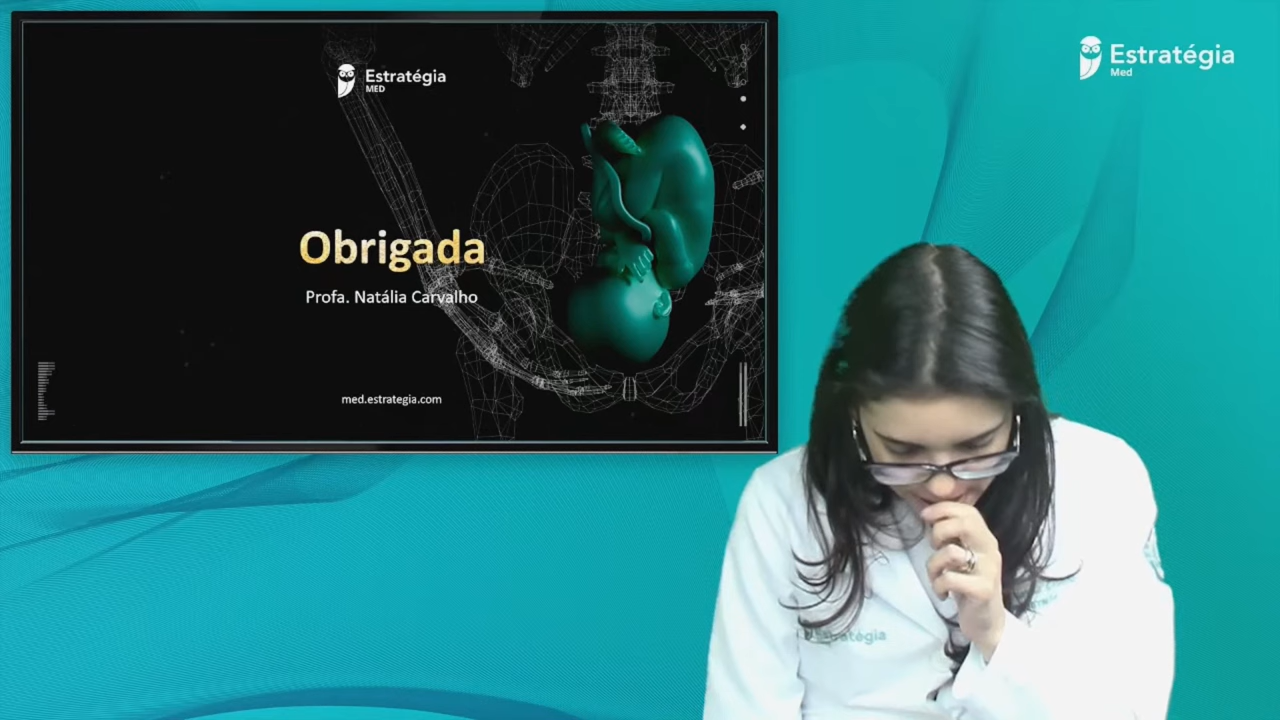 Estratégia
MED
Obrigada
Profa. Natália Carvalho
med.estrategia.com
Estratégia
Med
Estratégia